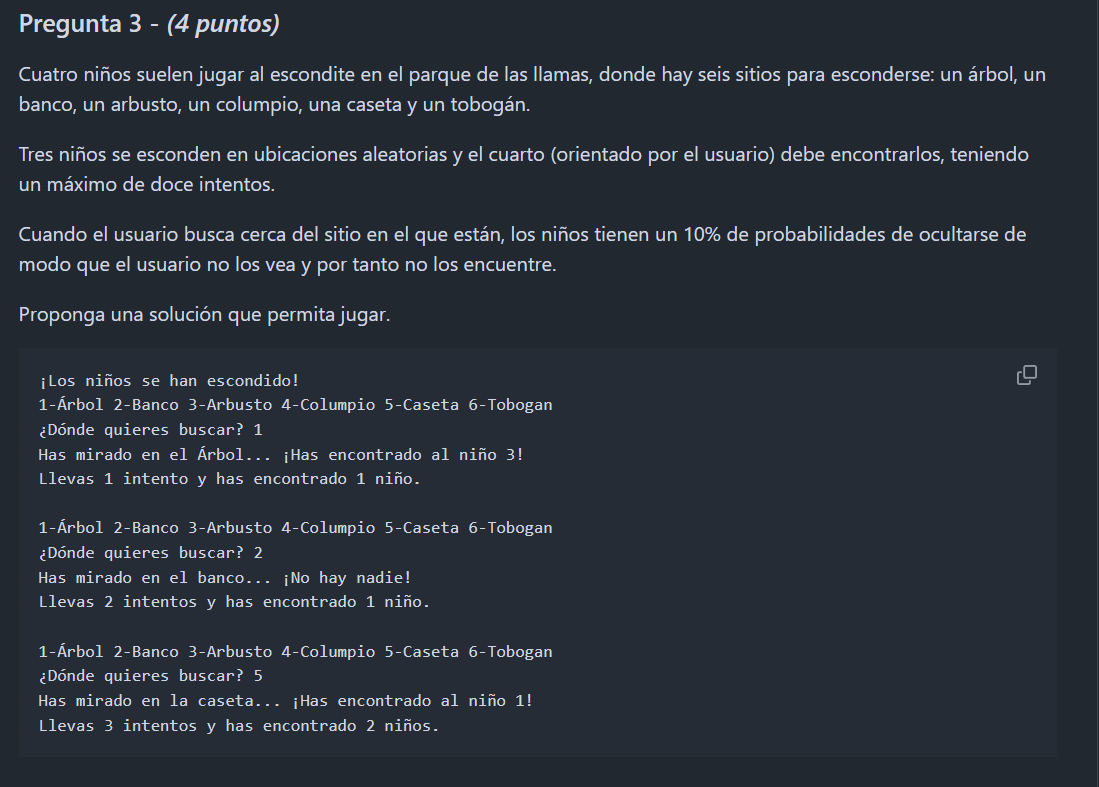 Pregunta 3 - (4 puntos)
Cuatro niños suelen jugar al escondite en el parque de las llamas, donde hay seis sitios para esconderse: un árbol, un
banco, un arbusto, un columpio, una caseta y un tobogán.
Tres niños se esconden en ubicaciones aleatorias y el cuarto (orientado por el usuario) debe encontrarlos, teniendo
un máximo de doce intentos.
Cuando el usuario busca cerca del sitio en el que están, los niños tienen un 10% de probabilidades de ocultarse de
modo que el usuario no los vea y por tanto no los encuentre.
Proponga una solución que permita jugar.
¡Los niños se han escondido!
1-Árbol 2-Banco 3-Arbusto 4-Columpio 5-Caseta 6-Tobogan
¿Dónde quieres buscar? 1
Has mirado en el Árbol... ¡Has encontrado al niño 3!
Llevas 1 intento y has encontrado 1 niño.
1-Árbol 2-Banco 3-Arbusto 4-Columpio 5-Caseta 6-Tobogan
¿Dónde quieres buscar? 2
Has mirado en el banco... ¡No hay nadie!
Llevas 2 intentos y has encontrado 1 niño.
1-Árbol 2-Banco 3-Arbusto 4-Columpio 5-Caseta 6-Tobogan
¿Dónde quieres buscar? 5
Has mirado en la caseta... ¡Has encontrado al niño 1!
Llevas 3 intentos y has encontrado 2 niños.